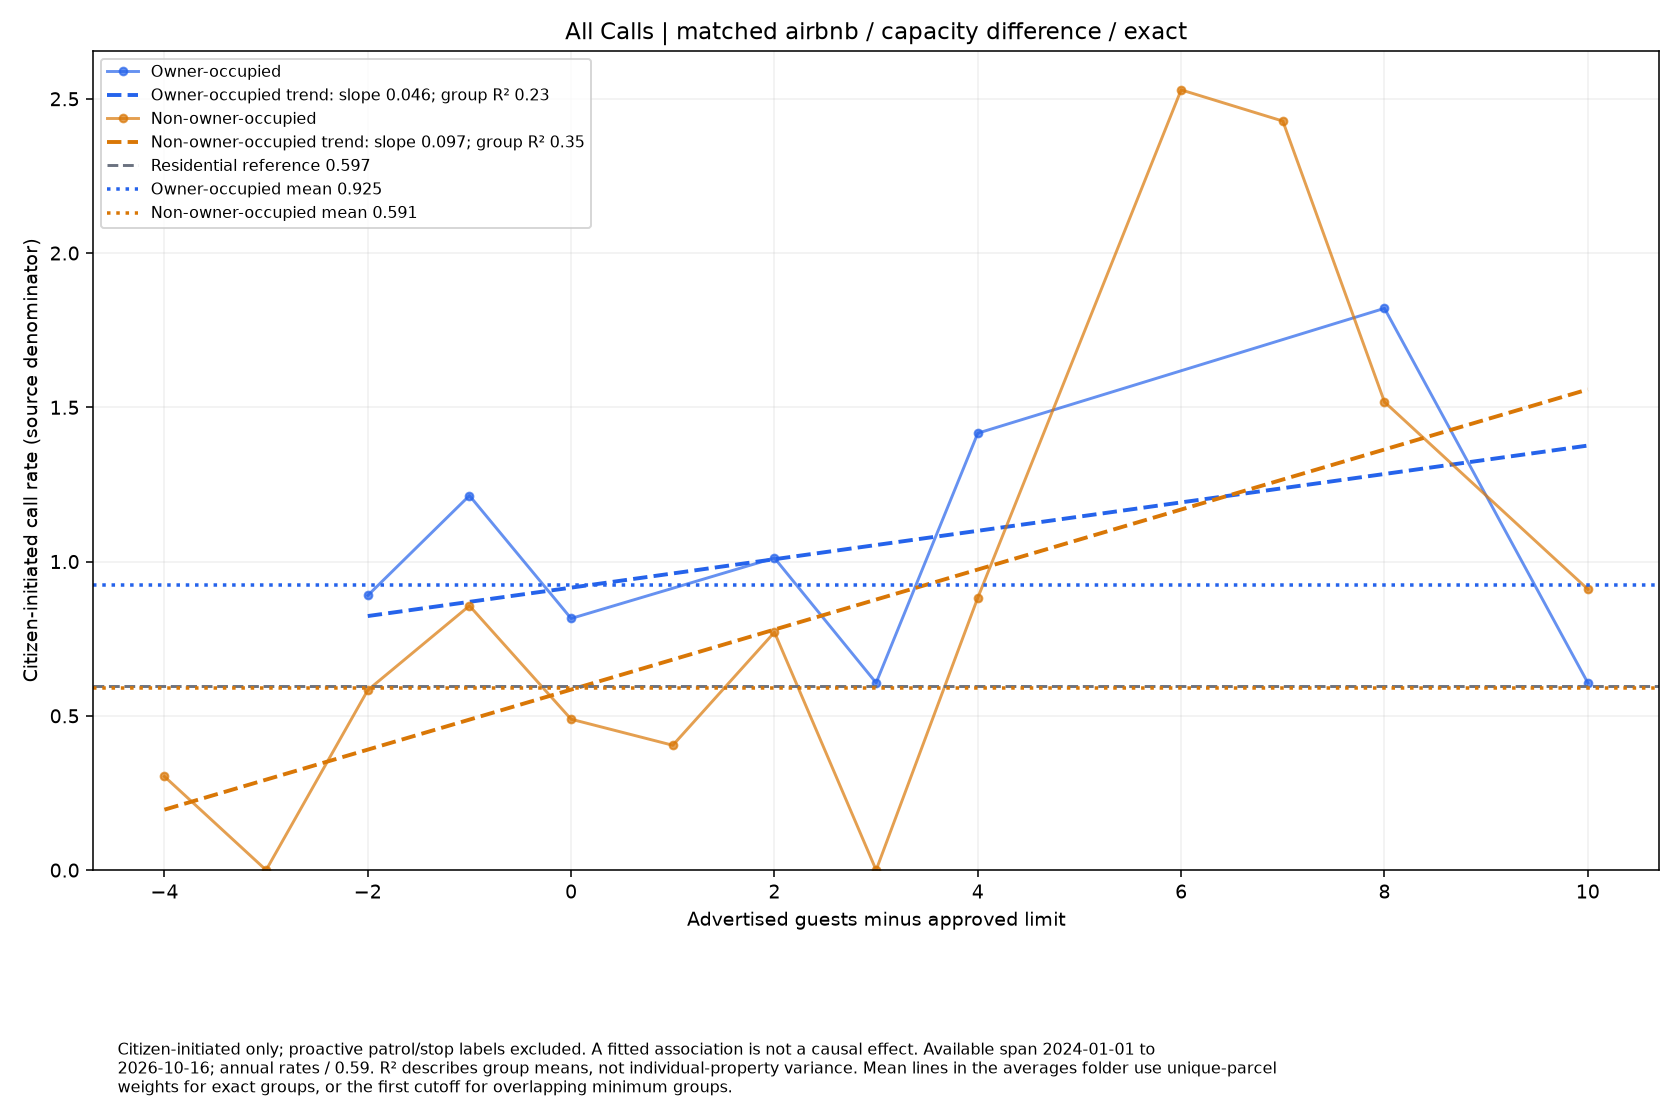 All Calls | matched airbnb / capacity difference / exact
Owner-occupied
Owner-occupied trend: slope 0.046; group R² 0.23
Non-owner-occupied
Non-owner-occupied trend: slope 0.097; group R² 0.35
Residential reference 0.597
Owner-occupied mean 0.925
Non-owner-occupied mean 0.591
Citizen-initiated call rate (source denominator)
2.5
2.0
1.5
1.0
0.5
0.0
−4
−2
0
2
4
6
8
10
Advertised guests minus approved limit
Citizen-initiated only; proactive patrol/stop labels excluded. A fitted association is not a causal effect. Available span 2024-01-01 to
2026-10-16; annual rates / 0.59. R² describes group means, not individual-property variance. Mean lines in the averages folder use unique-parcel
weights for exact groups, or the first cutoff for overlapping minimum groups.